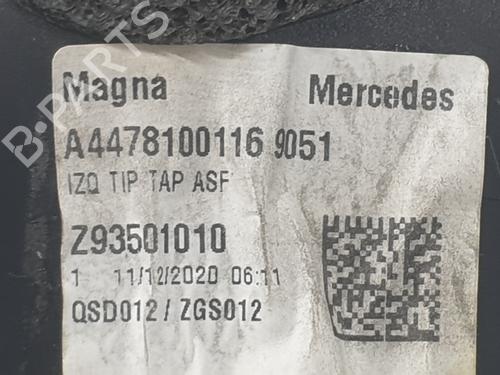 Magna Mercedes
A4478100116 9051
IZQ TIP TAP ASF
Z93501010
1 11/12/2020 06:11
QSD012 / ZGS012
B-PARTS